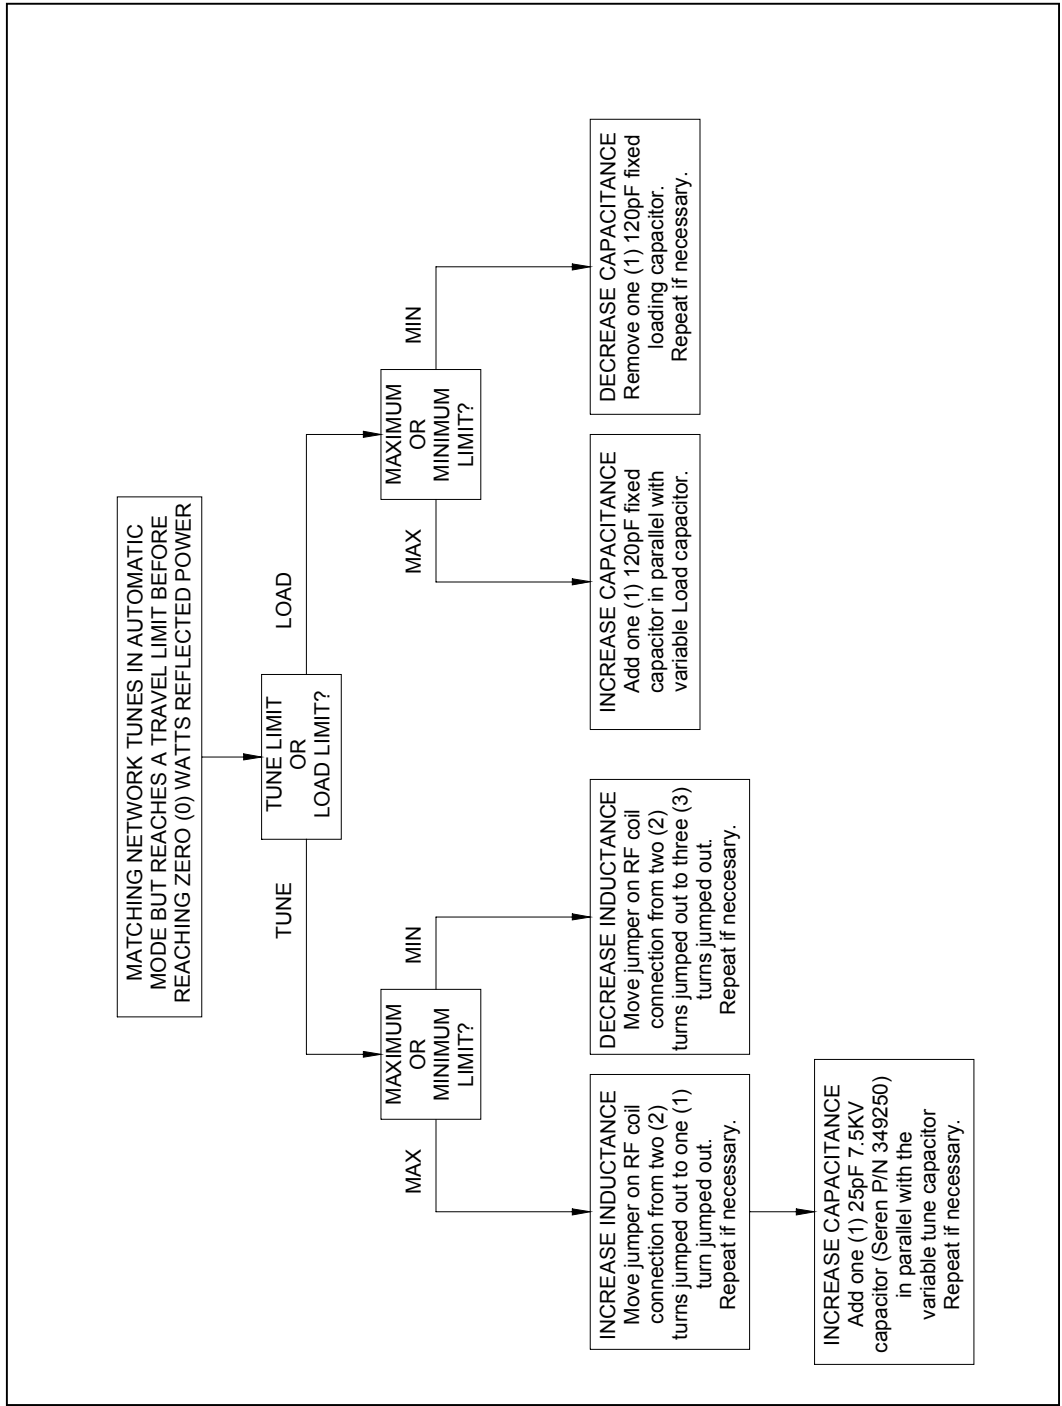 MATCHING NETWORK TUNES IN AUTOMATIC
MODE BUT REACHES A TRAVEL LIMIT BEFORE
REACHING ZERO (0) WATTS REFLECTED POWER
TUNE LIMIT
OR
LOAD LIMIT?
TUNE
LOAD
MAXIMUM
OR
MINIMUM
LIMIT?
MAX
MIN
MAXIMUM
OR
MINIMUM
LIMIT?
MAX
MIN
INCREASE INDUCTANCE
Move jumper on RF coil
connection from two (2)
turns jumped out to one (1)
turn jumped out.
Repeat if necessary.
DECREASE INDUCTANCE
Move jumper on RF coil
connection from two (2)
turns jumped out to three (3)
turns jumped out.
Repeat if neccesary.
INCREASE CAPACITANCE
Add one (1) 120pF fixed
capacitor in parallel with
variable Load capacitor.
DECREASE CAPACITANCE
Remove one (1) 120pF fixed
loading capacitor.
Repeat if necessary.
INCREASE CAPACITANCE
Add one (1) 25pF 7.5KV
capacitor (Seren P/N 349250)
in parallel with the
variable tune capacitor
Repeat if necessary.